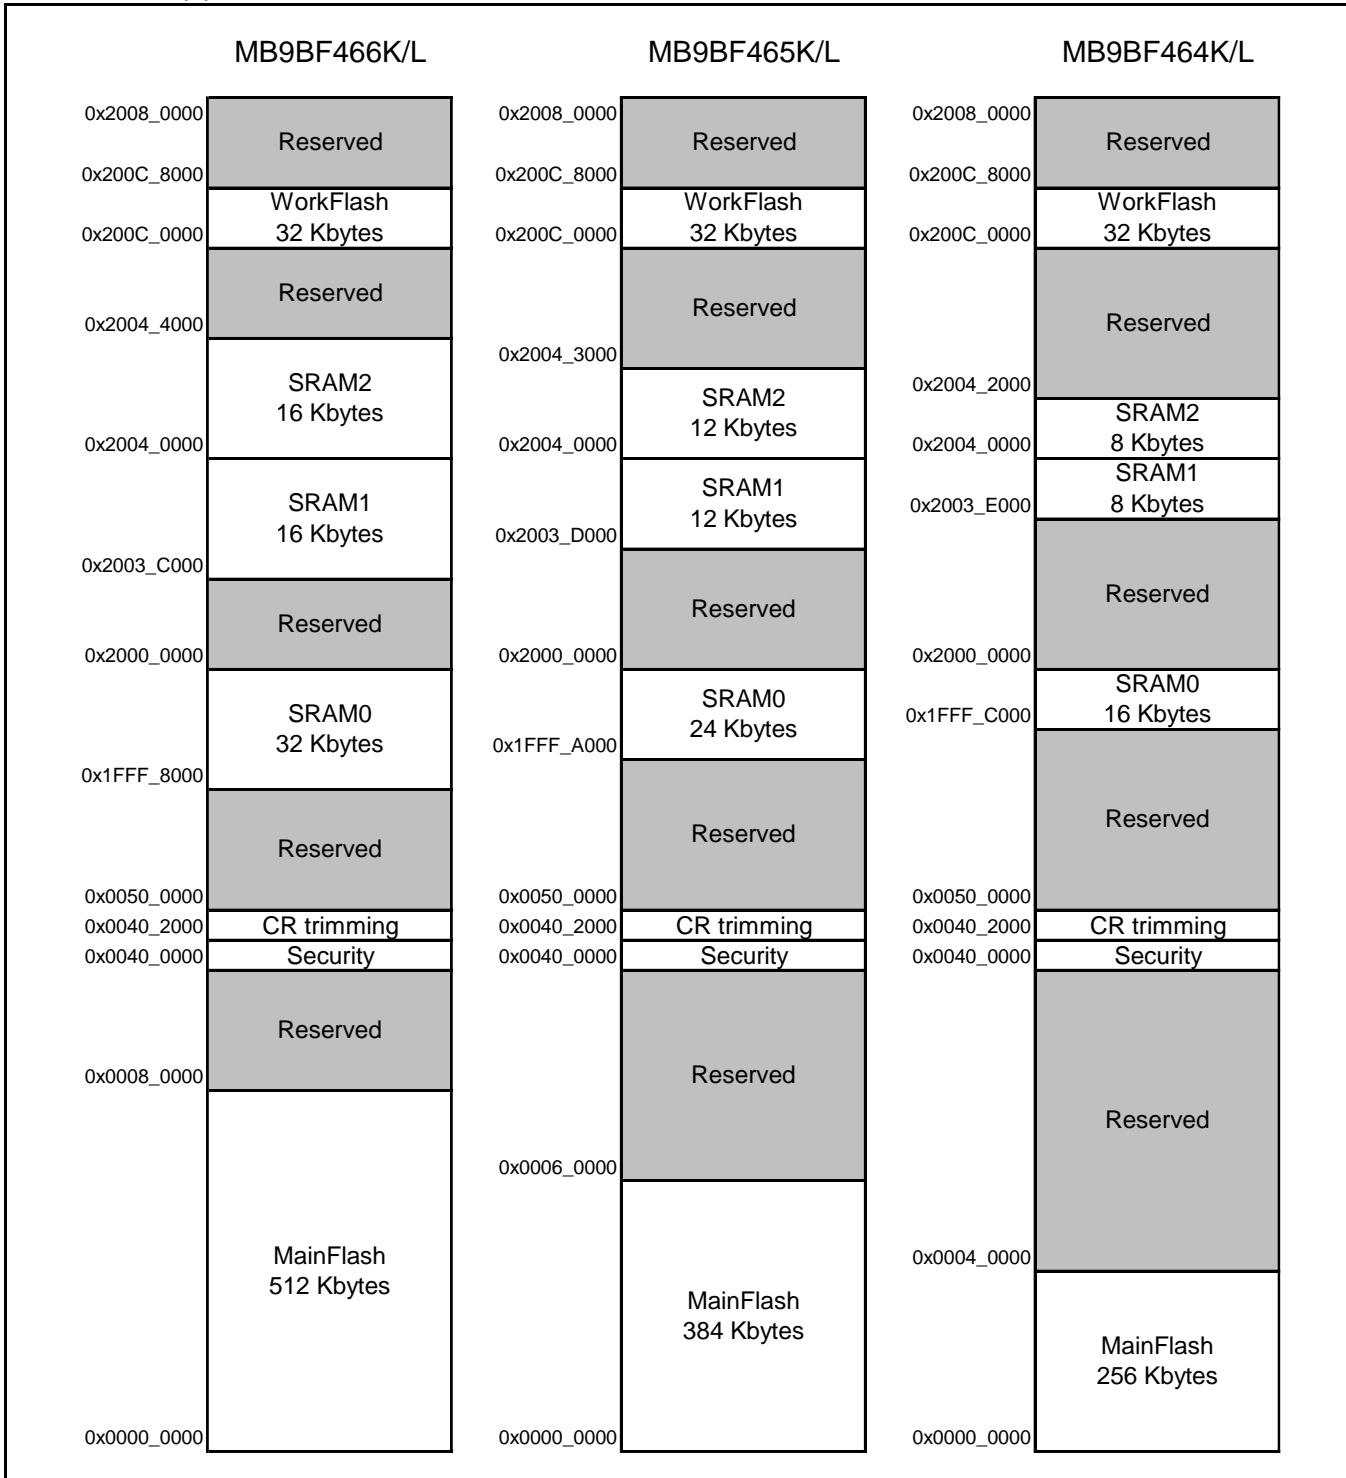 MB9BF466K/L
0x2008_0000
Reserved
0x200C_8000
WorkFlash
0x200C_0000 32 Kbytes
Reserved
0x2004_4000
SRAM2
16 Kbytes
0x2004_0000
SRAM1
16 Kbytes
0x2003_C000
Reserved
0x2000_0000
SRAM0
32 Kbytes
0x1FFF_8000
Reserved
0x0050_0000
0x0040_2000 CR trimming
0x0040_0000 Security
Reserved
0x0008_0000
MainFlash
512 Kbytes
0x0000_0000
MB9BF465K/L
0x2008_0000
Reserved
0x200C_8000
WorkFlash
0x200C_0000 32 Kbytes
Reserved
0x2004_3000
SRAM2
12 Kbytes
0x2004_0000
SRAM1
12 Kbytes
0x2003_D000
Reserved
0x2000_0000
SRAM0
24 Kbytes
0x1FFF_A000
Reserved
0x0050_0000
0x0040_2000 CR trimming
0x0040_0000 Security
Reserved
0x0006_0000
MainFlash
384 Kbytes
0x0000_0000
MB9BF464K/L
0x2008_0000
Reserved
0x200C_8000
WorkFlash
0x200C_0000 32 Kbytes
Reserved
0x2004_2000
SRAM2
0x2004_0000 8 Kbytes
SRAM1
0x2003_E000 8 Kbytes
Reserved
0x2000_0000
SRAM0
0x1FFF_C000 16 Kbytes
Reserved
0x0050_0000
0x0040_2000 CR trimming
0x0040_0000 Security
Reserved
0x0004_0000
MainFlash
256 Kbytes
0x0000_0000